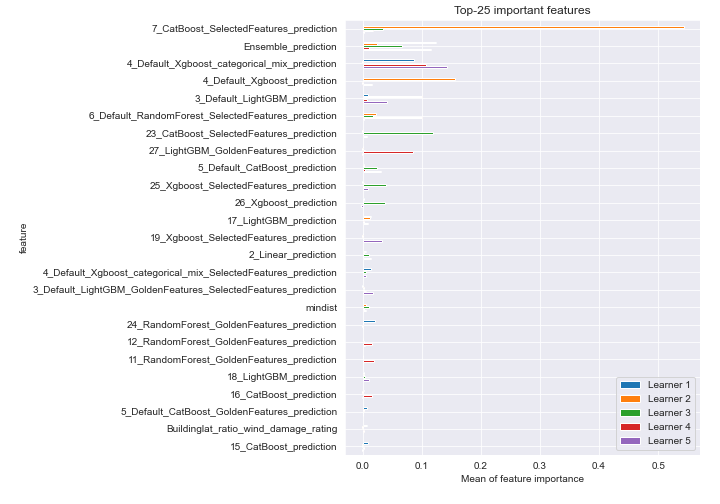 Top-25 important features
7_CatBoost_SelectedFeatures_prediction
Ensemble_prediction
4_Default_Xgboost_categorical_mix_prediction
4_Default_Xgboost_prediction
3_Default_LightGBM_prediction
6_Default_RandomForest_SelectedFeatures_prediction
23_CatBoost_SelectedFeatures_prediction
27_LightGBM_GoldenFeatures_prediction
5_Default_CatBoost_prediction
25_Xgboost_SelectedFeatures_prediction
26_Xgboost_prediction
17_LightGBM_prediction
19_Xgboost_SelectedFeatures_prediction
2_Linear_prediction
4_Default_Xgboost_categorical_mix_SelectedFeatures_prediction
3_Default_LightGBM_GoldenFeatures_SelectedFeatures_prediction
mindist
24_RandomForest_GoldenFeatures_prediction
12_RandomForest_GoldenFeatures_prediction
11_RandomForest_GoldenFeatures_prediction
18_LightGBM_prediction
16_CatBoost_prediction
5_Default_CatBoost_GoldenFeatures_prediction
Buildinglat_ratio_wind_damage_rating
15_CatBoost_prediction
feature
Learner 1
Learner 2
Learner 3
Learner 4
Learner 5
0.0 0.1 0.2 0.3 0.4 0.5
Mean of feature importance